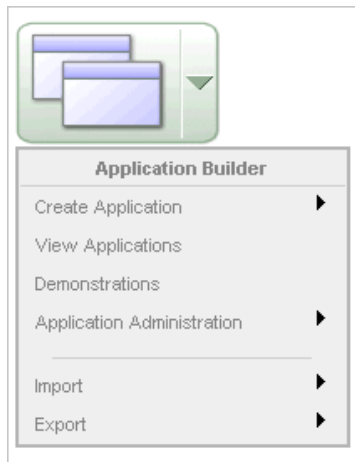 Application Builder
Create Application
View Applications
Demonstrations
Application Administration
Import
Export